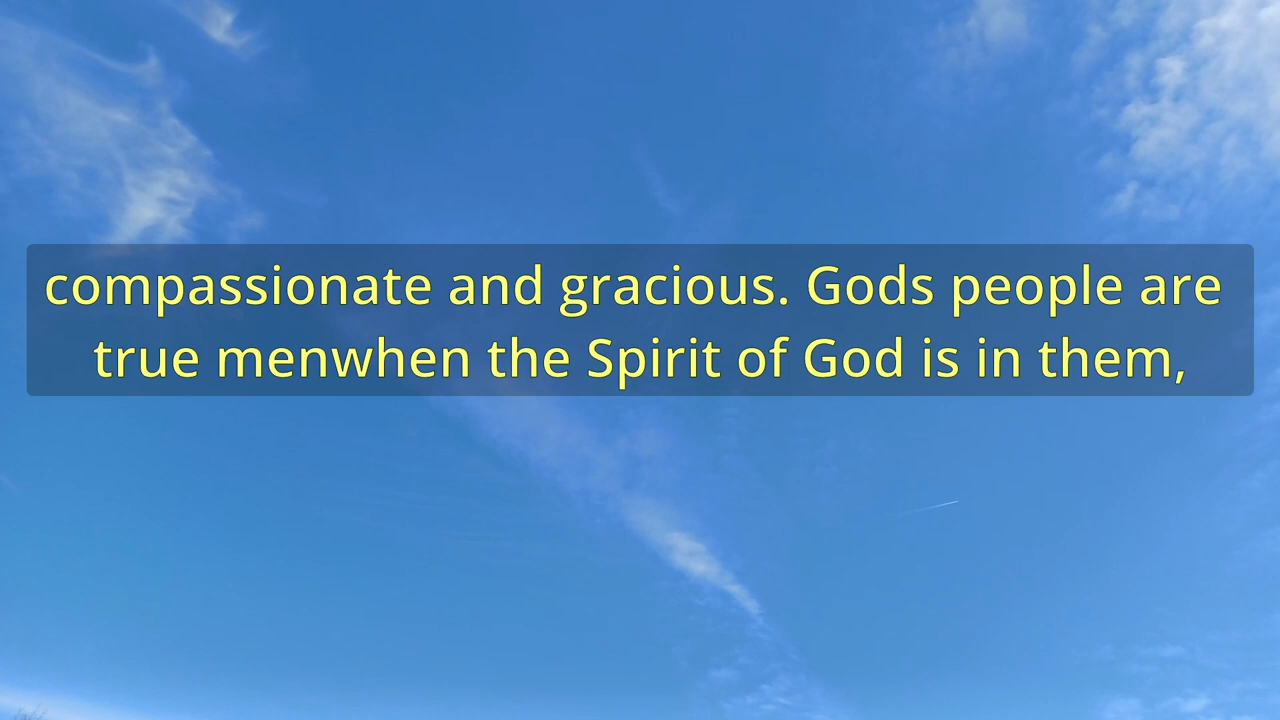 compassionate and gracious. Gods people are
true menwhen the Spirit of God is in them,